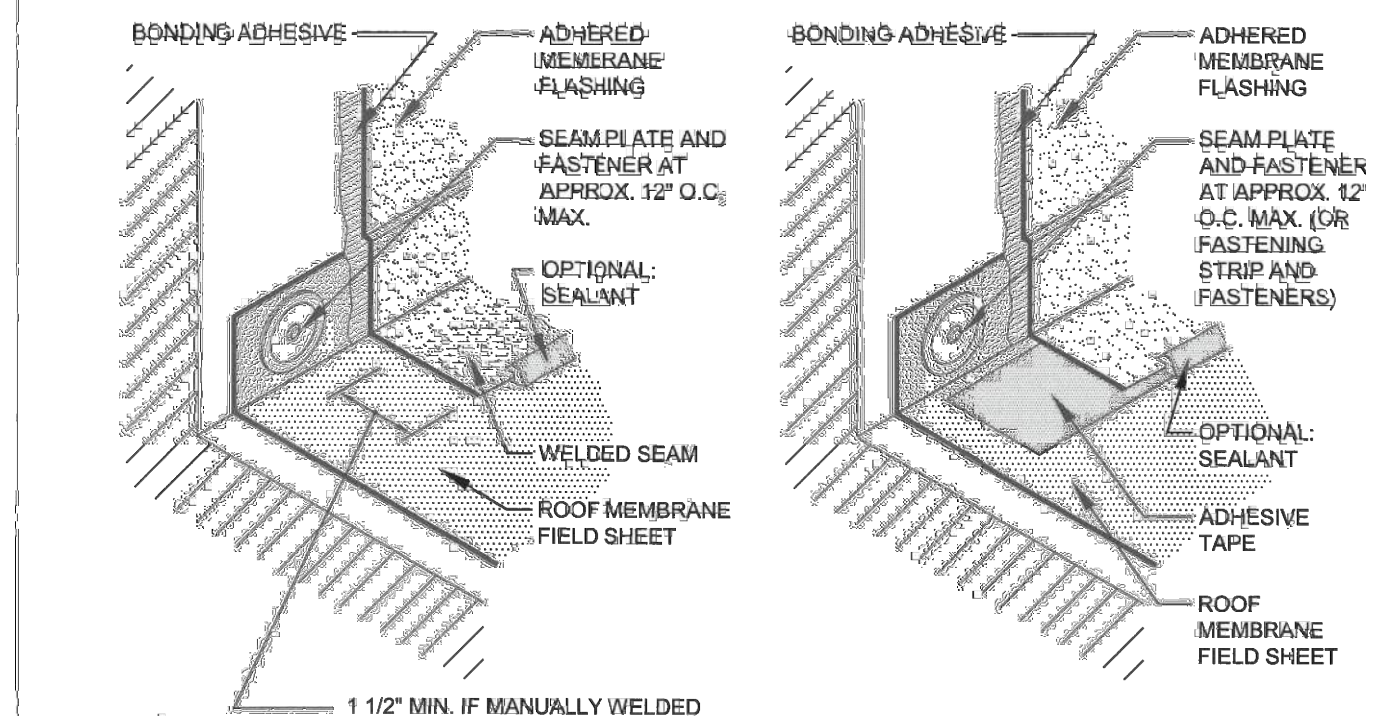 BONDING ADHESIVE
ADHERED
MEMERANE
FLASHING
SEAM PLATE AND
FASTENER AT
APPROX. 12" O.C.
MAX.
OPTIONAL:
SEALANT
WELDED SEAM
ROOF MEMBRANE
FIELD SHEET
1 1/2" MIN. IF MANUALLY WELDED
BONDING ADHESIVE
ADHERED
MEMBRANE
FLASHING
SEAM PLATE
AND FASTENER
AT APPROX. 12"
O.C. MAX. (OR
FASTENING
STRIP AND
FASTENERS)
OPTIONAL:
SEALANT
ADHESIVE
TAPE
ROOF
MEMBRANE
FIELD SHEET